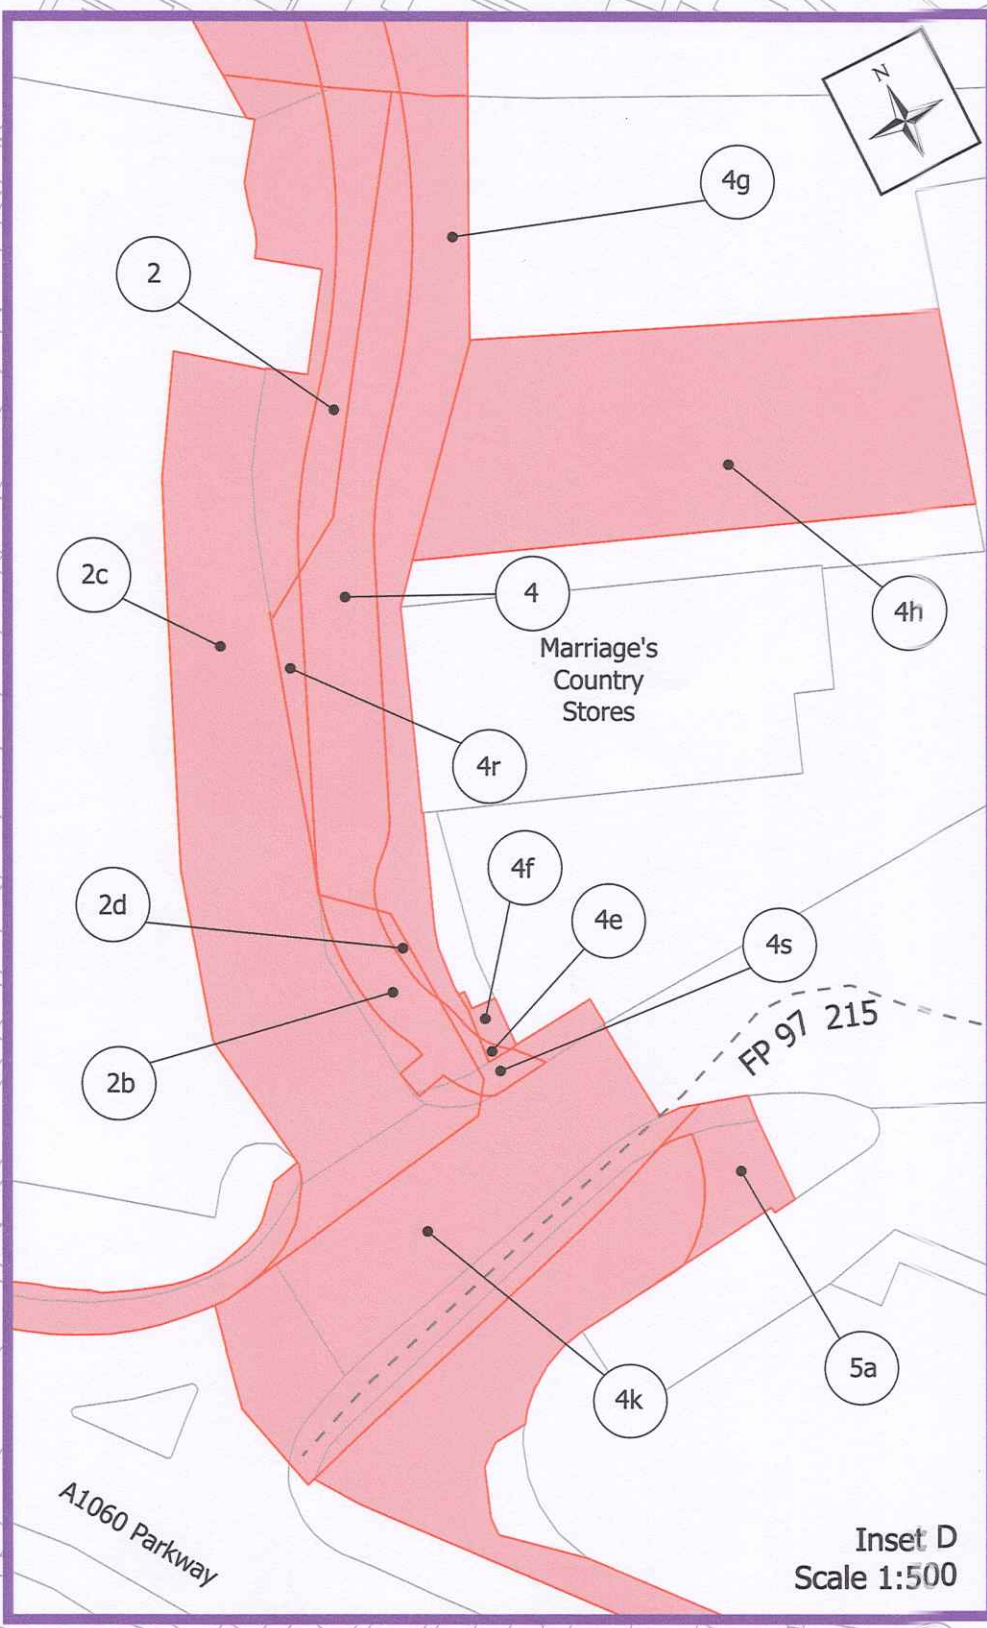 N
4g
2
2c
4
4h
Marriage's
Country
Stores
4r
4f
2d
4e
4s
FP 97 215
2b
5a
4k
A1060 Parkway
Inset D
Scale 1:500